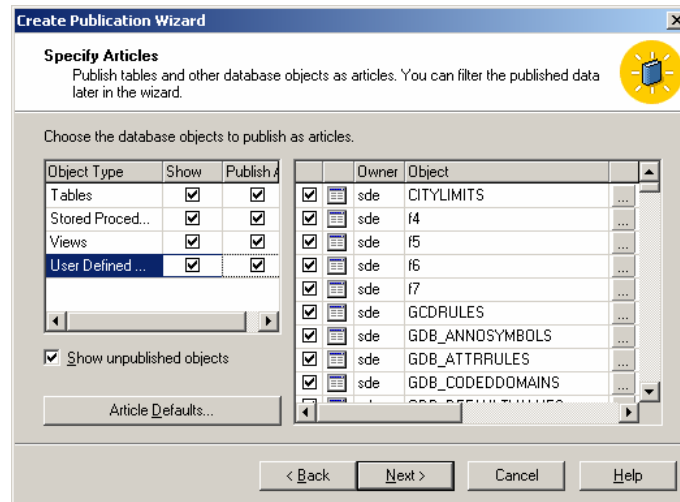 Create Publication Wizard
Specify Articles
Publish tables and other database objects as articles. You can filter the published data
later in the wizard.
Choose the database objects to publish as articles.
Object Type Show Publish A
Tables
Stored Proced...
Views
User Defined ...
Show unpublished objects
Article Defaults...
Owner Object
sde CITYLIMITS ...
sde f4 ...
sde f5 ...
sde f6 ...
sde f7 ...
sde GCDRULES ...
sde GDB_ANNOSYMBOLS ...
sde GDB_ATTRRULES ...
sde GDB_CODEDDOMAINS ...
< Back Next > Cancel Help